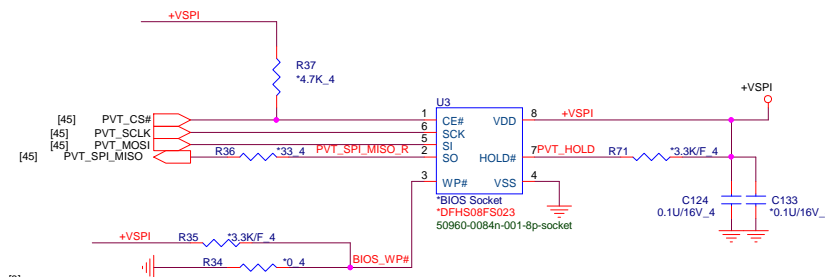 +VSPI
R37
*4.7K_4
+VSPI
U3
[45] PVT_CS# 1 CE# VDD 8 +VSPI
[45] PVT_SCLK 6 SCK
[45] PVT_MOSI 5 SI
[45] PVT_SPI_MISO R36 *33_4 PVT_SPI_MISO_R 2 SO HOLD# 7 PVT_HOLD R71 *3.3K/F_4
3 WP# VSS 4
*BIOS Socket
*DFHS08FS023
50960-0084n-001-8p-socket
C124
0.1U/16V_4
C133
*0.1U/16V_
+VSPI R35 *3.3K/F_4
R34 *0_4 BIOS_WP#